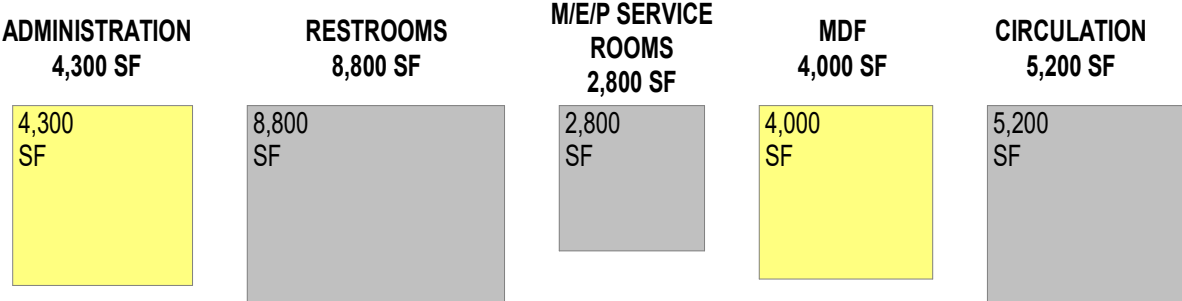 ADMINISTRATION
4,300 SF
RESTROOMS
8,800 SF
M/E/P SERVICE
ROOMS
2,800 SF
MDF
4,000 SF
CIRCULATION
5,200 SF
4,300
SF
8,800
SF
2,800
SF
4,000
SF
5,200
SF